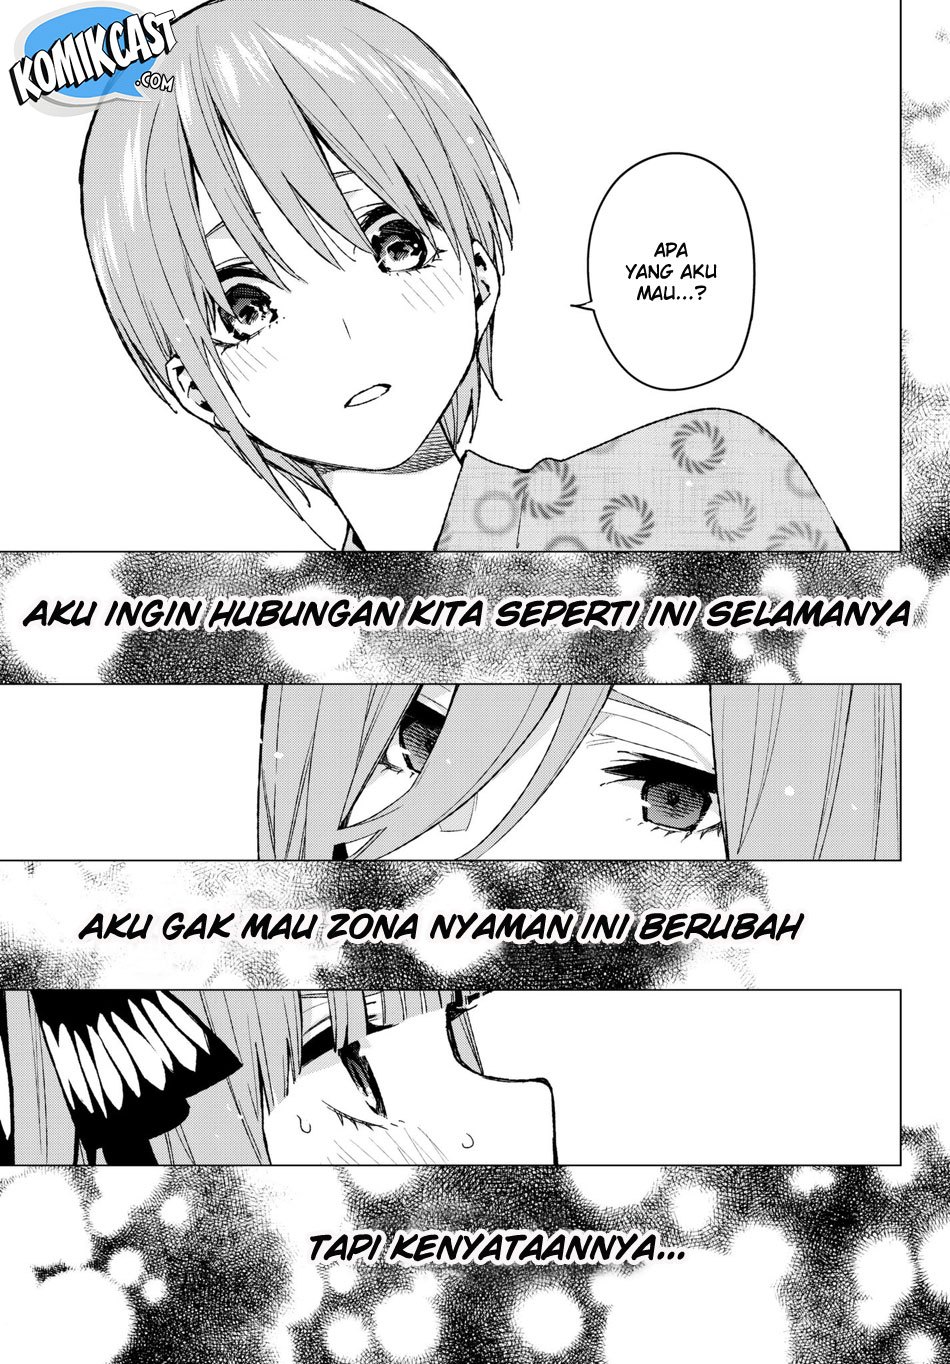 KOMIKCAST
.COM
APA
YANG AKU
MAU...?
AKU INGIN HUBUNGAN KITA SEPERTI INI SELAMANYA
AKU GAK MAU ZONA NYAMAN INI BERUBAH
TAPI KENYATAANNYA...